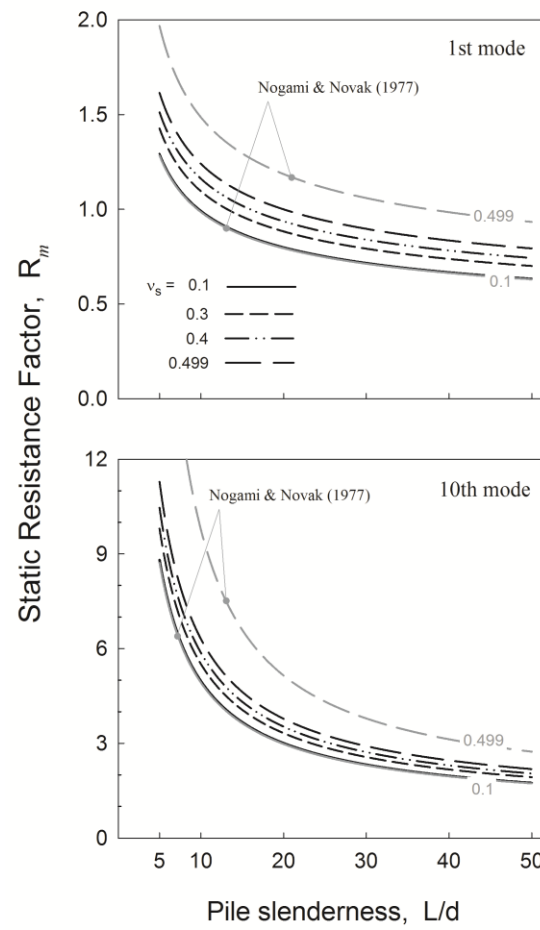 2.0
1st mode
Nogami & Novak (1977)
1.5
1.0
0.499
νs = 0.1
0.1
0.3
0.5
0.4
0.499
0.0
Static Resistance Factor, Rm
12
10th mode
Nogami & Novak (1977)
9
6
3
0.499
0.1
0
5 10 20 30 40 50
Pile slenderness, L/d